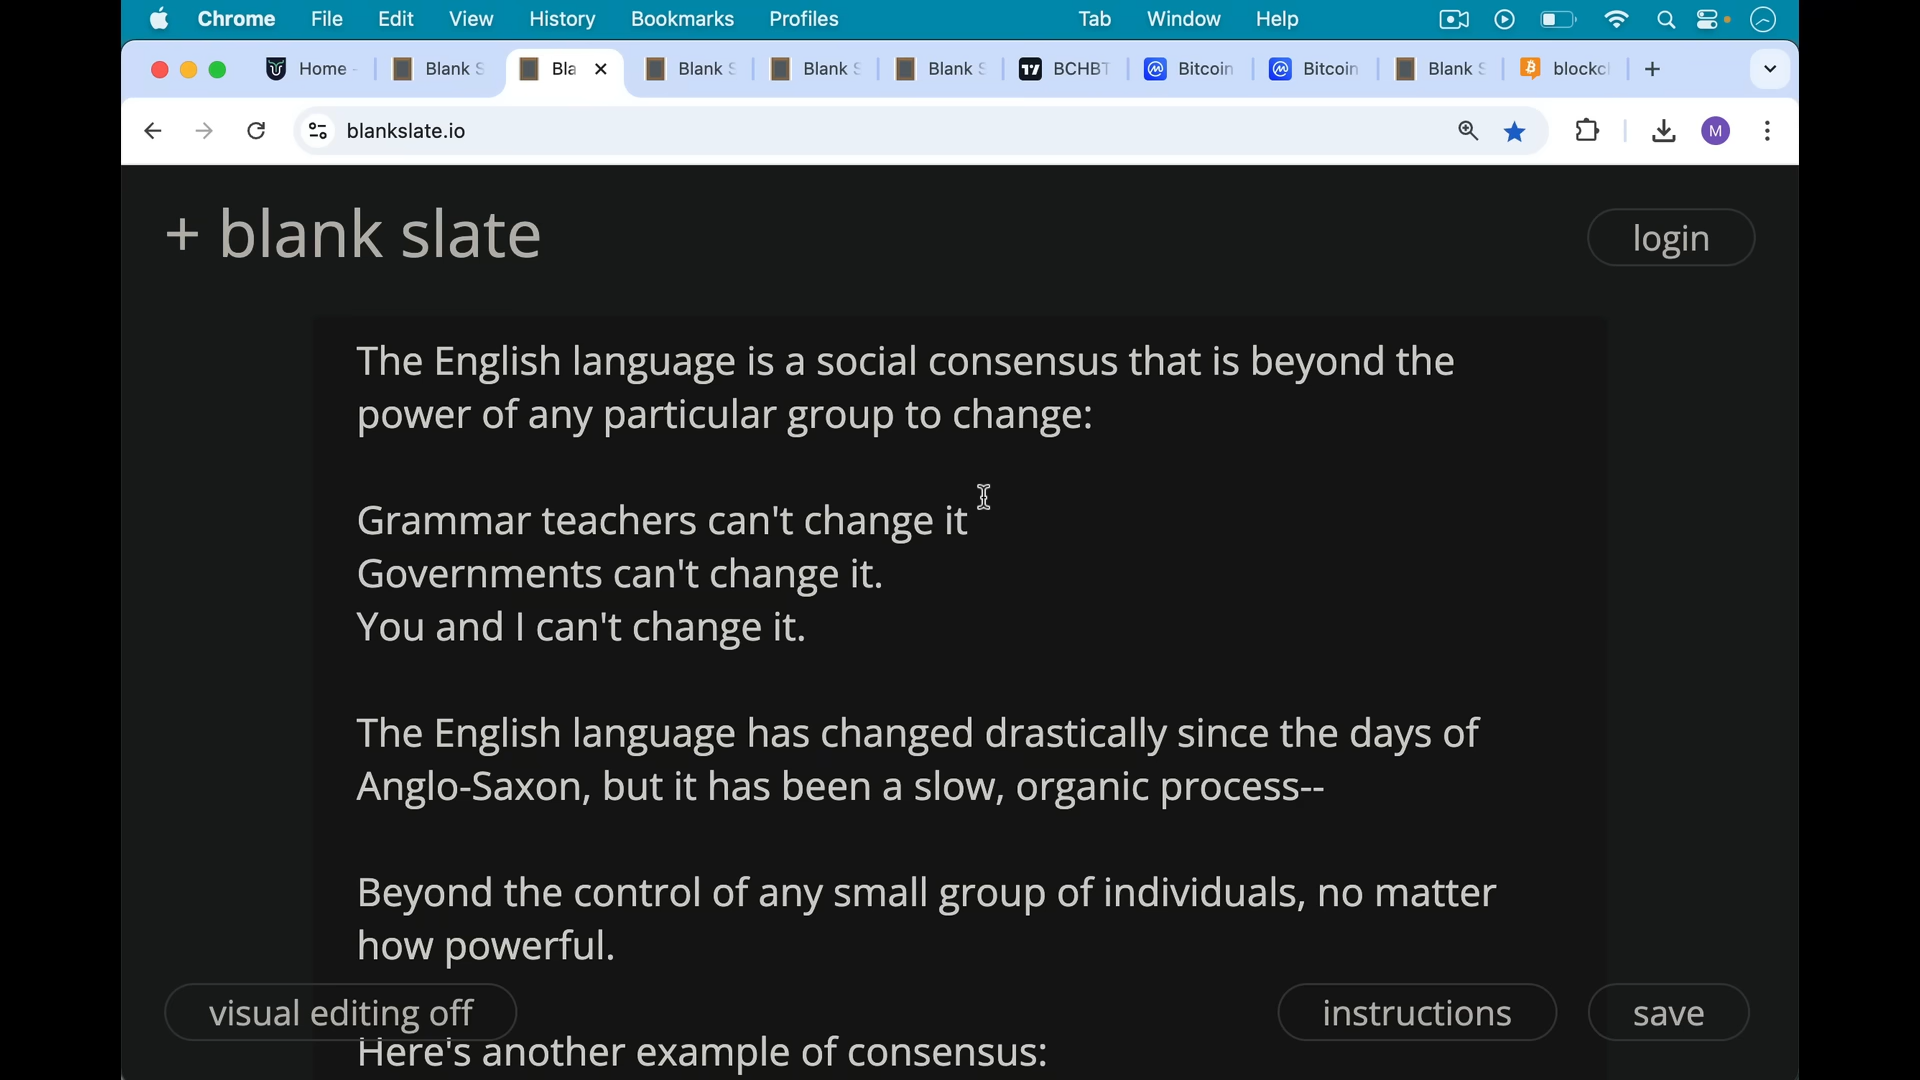 Chrome File Edit View History Bookmarks Profiles Tab Window Help
Home - Blank S Bla Blank S Blank S Blank S BCHBT Bitcoin Bitcoin Blank S blockc
blankslate.io M
+ blank slate login
The English language is a social consensus that is beyond the
power of any particular group to change:
Grammar teachers can't change it
Governments can't change it.
You and I can't change it.
The English language has changed drastically since the days of
Anglo-Saxon, but it has been a slow, organic process--
Beyond the control of any small group of individuals, no matter
how powerful.
visual editing off instructions save
Here's another example of consensus: